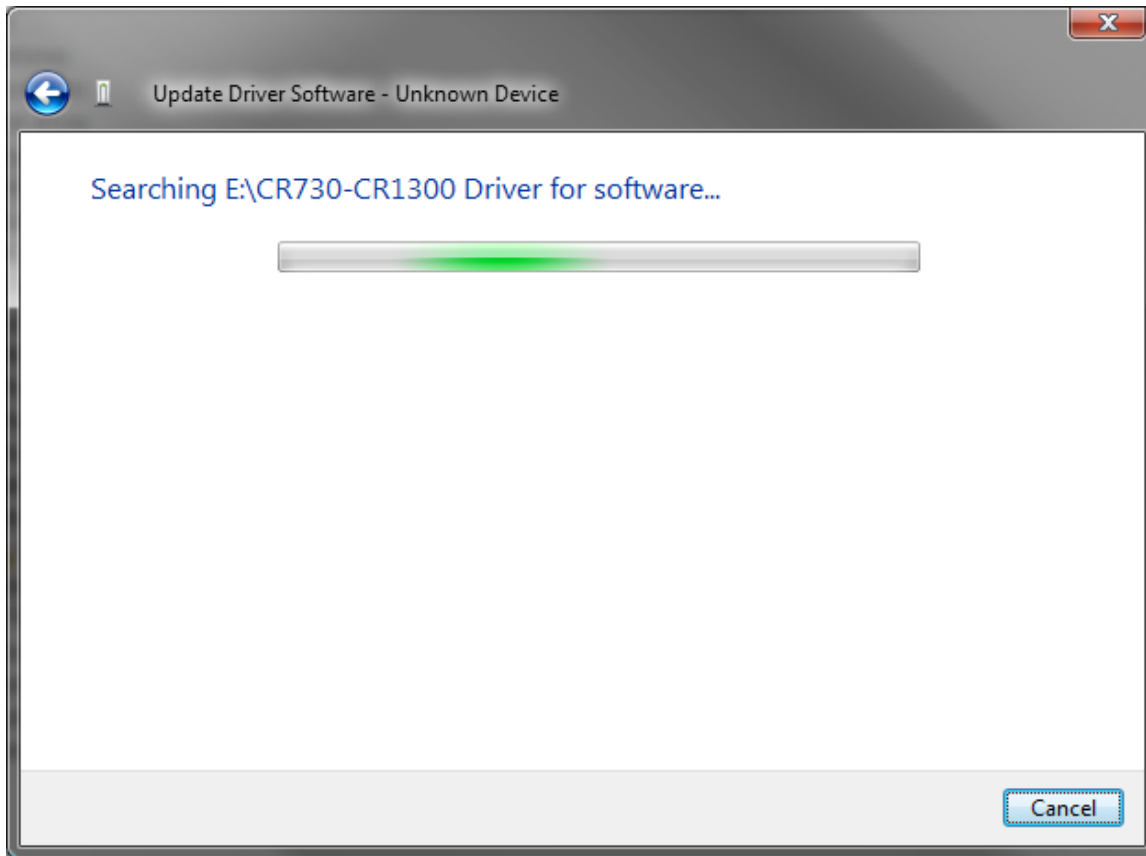 Update Driver Software - Unknown Device
Searching E:\CR730-CR1300 Driver for software...
Cancel